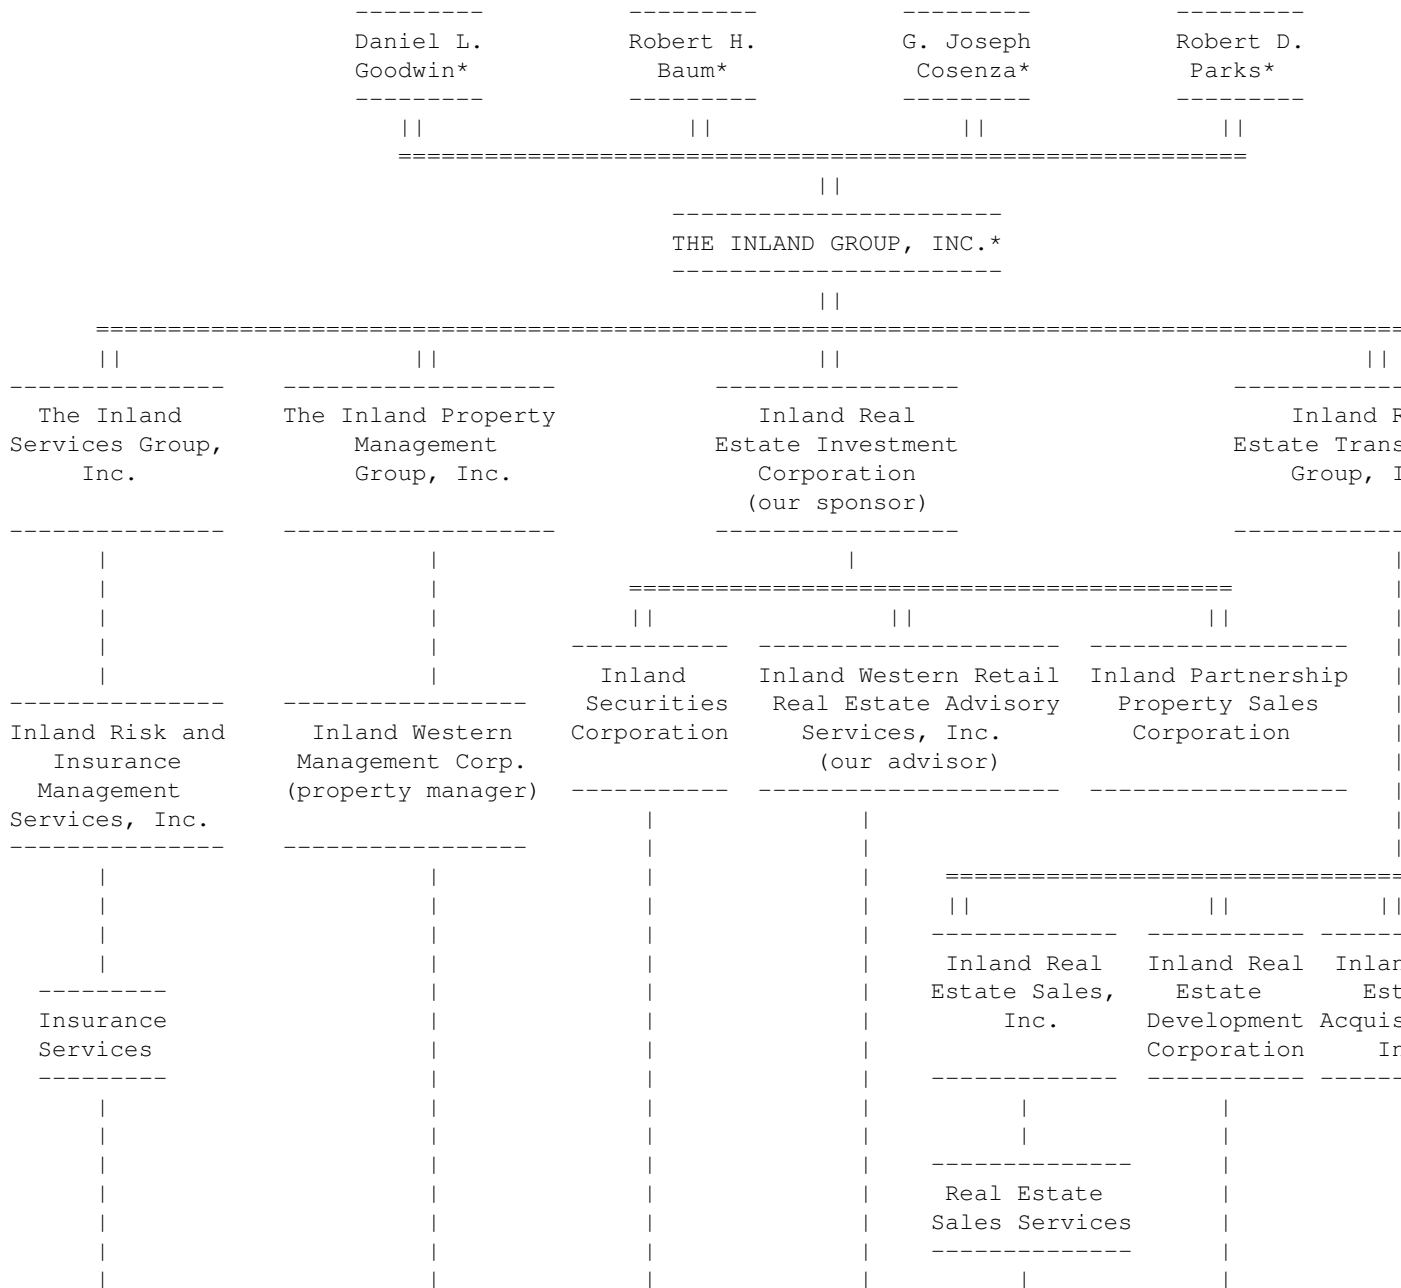 Daniel L. Robert H. G. Joseph Robert D.
Goodwin* Baum* Cosenza* Parks*
THE INLAND GROUP, INC.*
The Inland The Inland Property Inland Real Inland
Services Group, Management Estate Investment Estate
Inc. Group, Inc. Corporation Group,
(our sponsor)
Inland Inland Western Retail Inland Partnership
Securities Real Estate Advisory Property Sales
Inland Risk and Inland Western Corporation Services, Inc. Corporation
Insurance Management Corp. (our advisor)
Management (property manager)
Services, Inc.
Inland Real Inland Real
Estate Sales, Estate
Insurance Inc. Development
Services Corporation
Real Estate
Sales Services